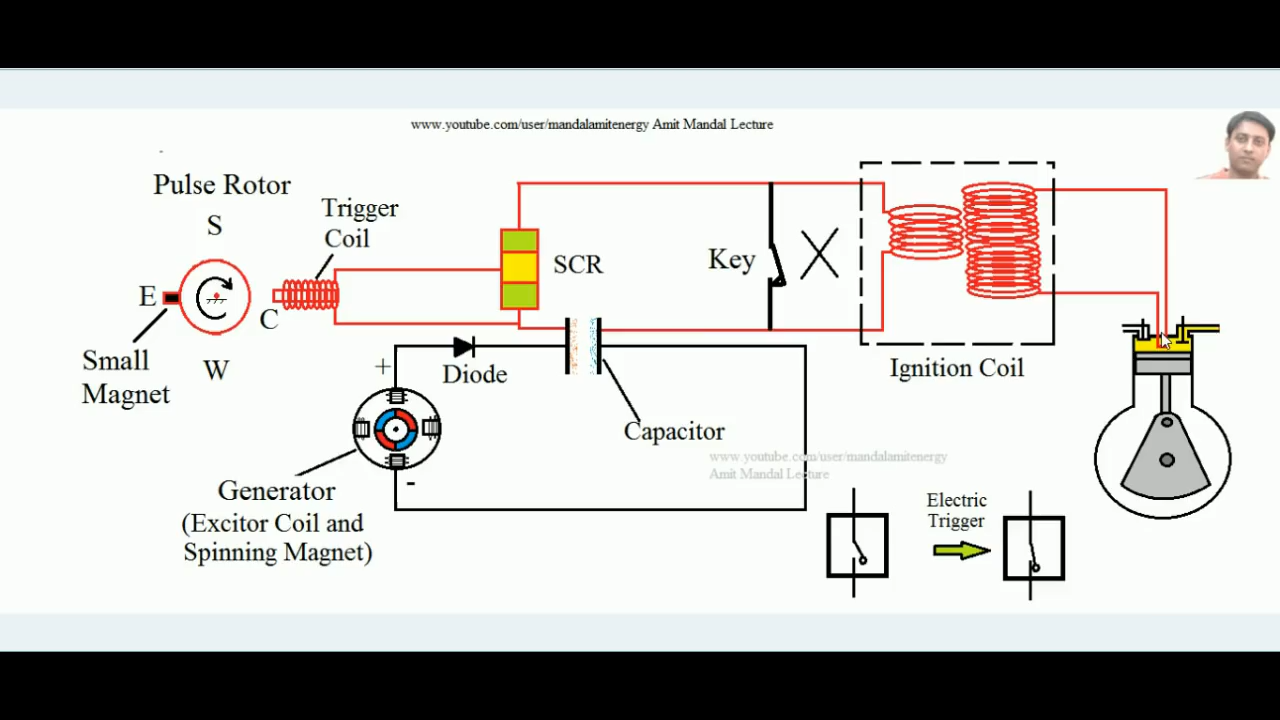 www.youtube.com/user/mandalamitenergy Amit Mandal Lecture
Pulse Rotor
S
Trigger
Coil
E
C
W
Small
Magnet
SCR
Key
Ignition Coil
+
Diode
-
Capacitor
www.youtube.com/user/mandalamitenergy
Amit Mandal Lecture
Generator
(Excitor Coil and
Spinning Magnet)
Electric
Trigger